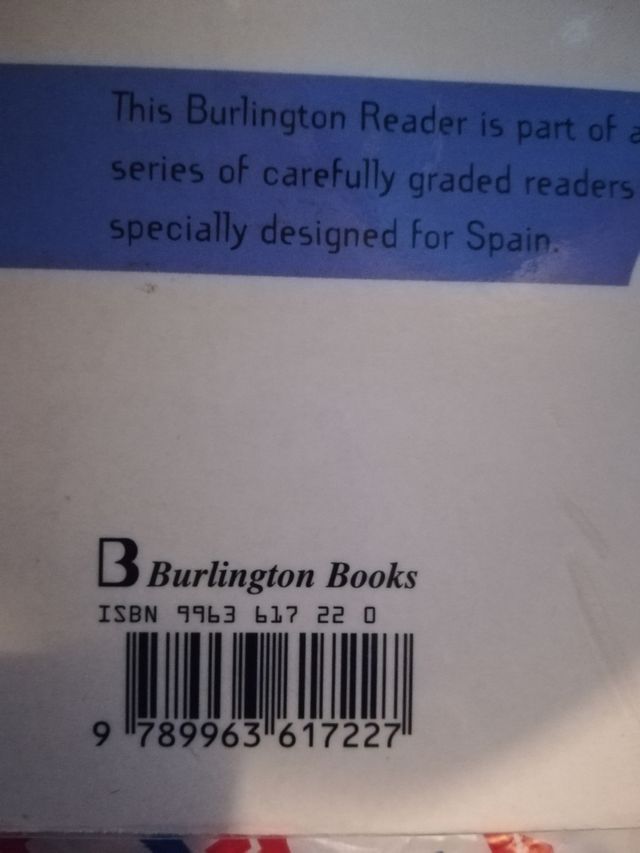 This Burlington Reader is part of a
series of carefully graded readers
specially designed for Spain.
B Burlington Books
ISBN 9963 617 22 0
9 789963 617227